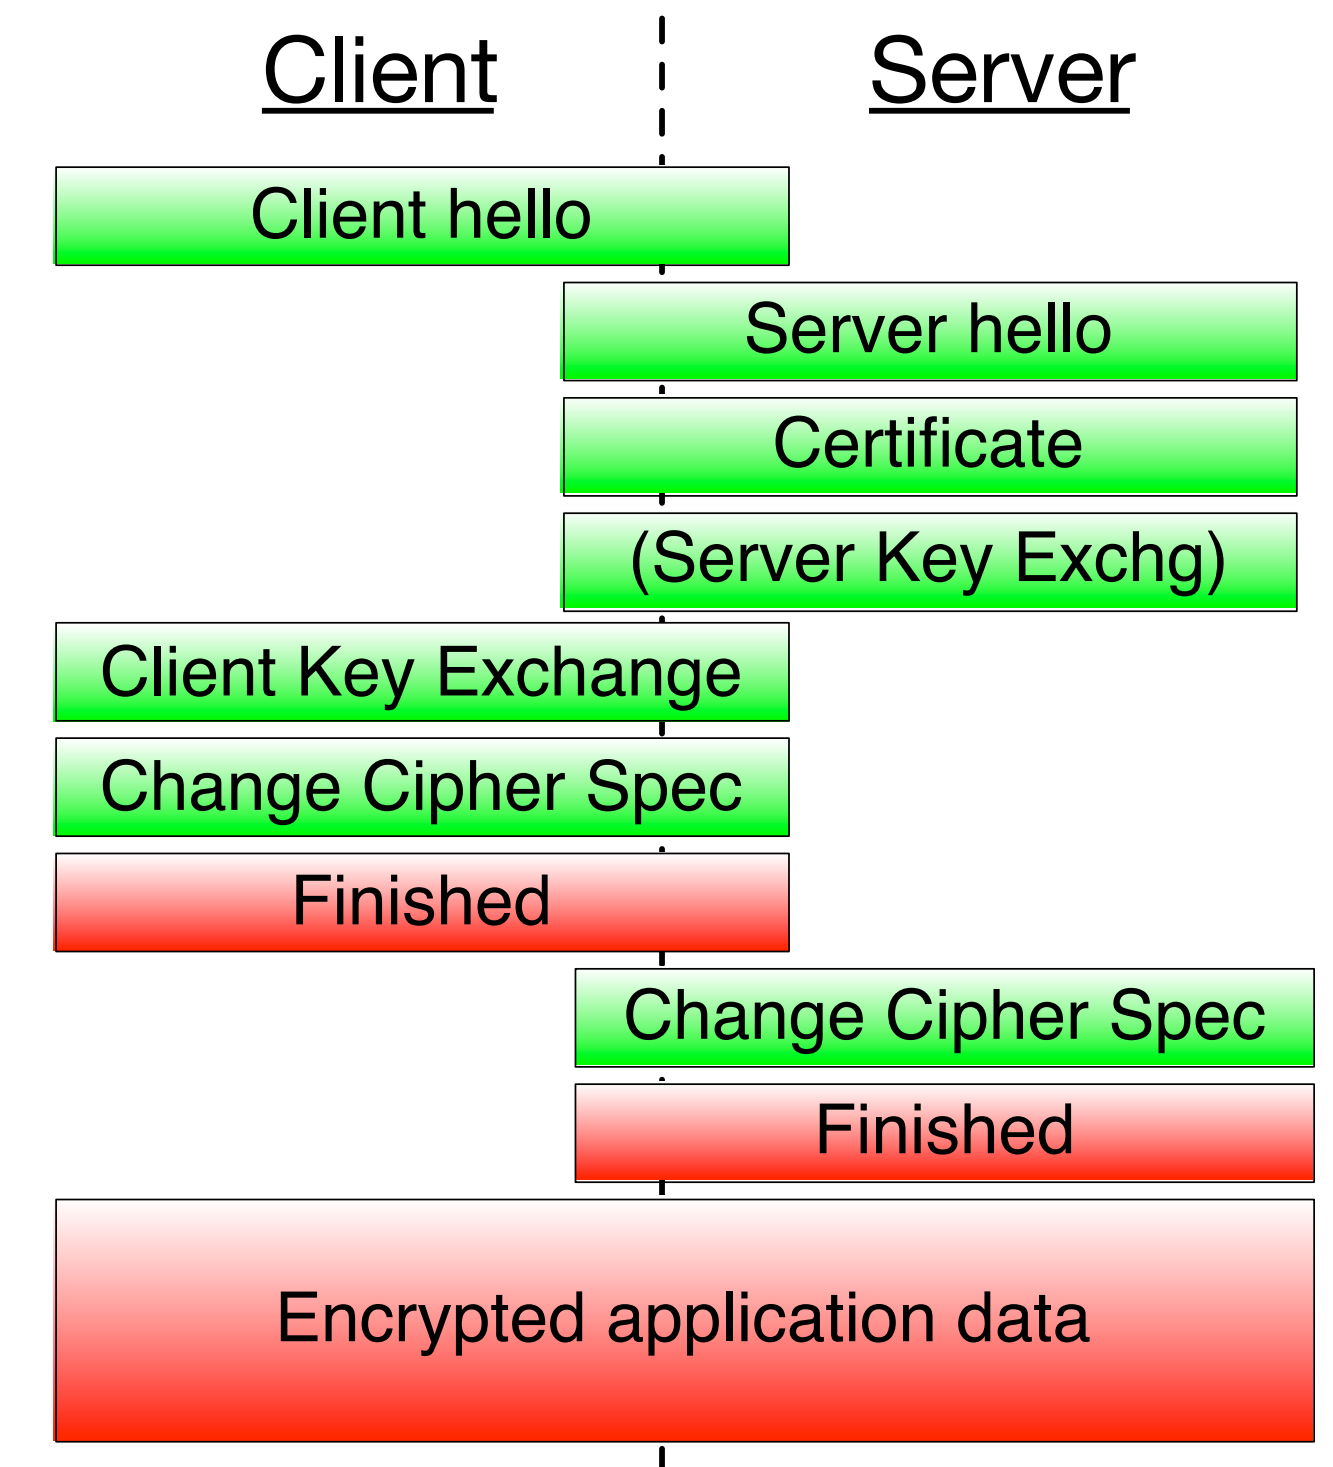 Client
Server
Client hello
Server hello
Certificate
(Server Key Exchg)
Client Key Exchange
Change Cipher Spec
Finished
Change Cipher Spec
Finished
Encrypted application data